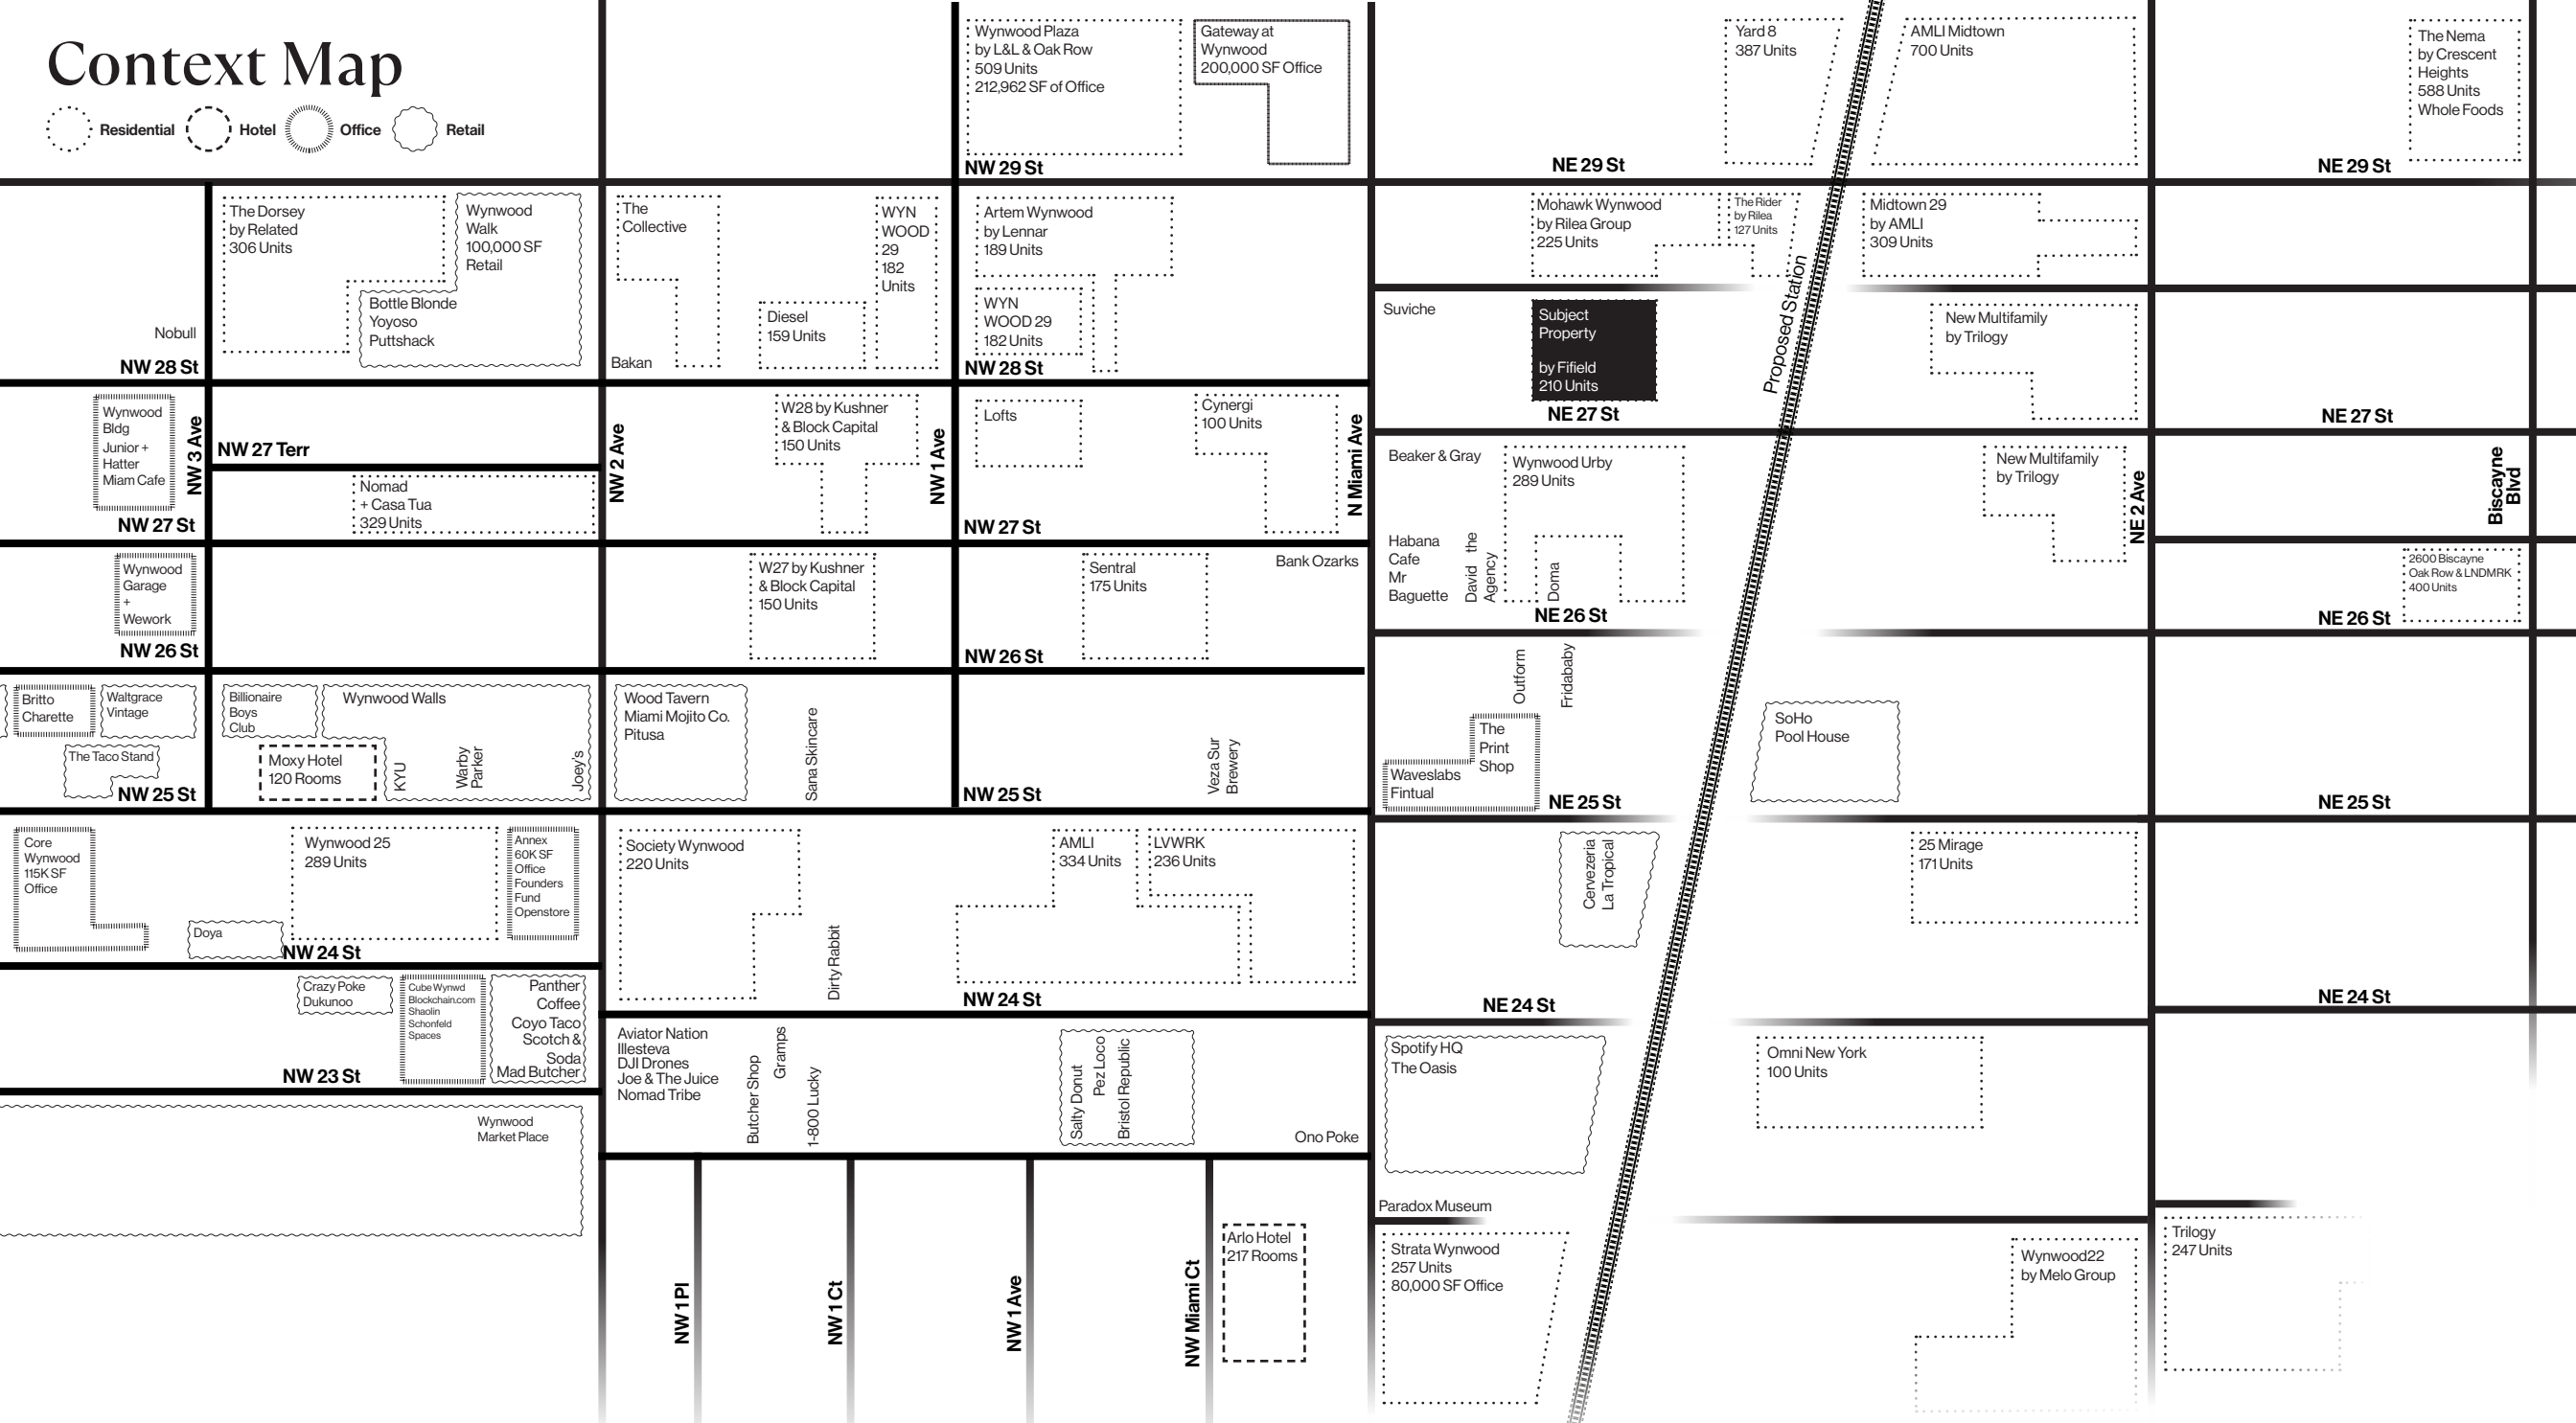 Context Map
Residential
Hotel
Office
Retail
Wynwood Plaza
by L&L & Oak Row
509 Units
212,962 SF of Office
Gateway at
Wynwood
200,000 SF Office
Yard 8
387 Units
AMLI Midtown
700 Units
The Nema
by Crescent
Heights
588 Units
Whole Foods
NW 29 St
NE 29 St
NE 29 St
The Dorsey
by Related
306 Units
Wynwood
Walk
100,000 SF
Retail
Bottle Blonde
Yoyoso
Puttshack
Nobull
NW 28 St
The
Collective
Bakan
Diesel
159 Units
WYN
WOOD
29
182
Units
Artem Wynwood
by Lennar
189 Units
WYN
WOOD 29
182 Units
NW 28 St
Mohawk Wynwood
by Rilea Group
225 Units
The Rider
by Rilea
127 Units
Midtown 29
by AMLI
309 Units
Proposed Station
Suviche
Subject
Property
by Fifield
210 Units
NE 27 St
New Multifamily
by Trilogy
NE 27 St
Wynwood
Bldg
Junior +
Hatter
Miam Cafe
NW 3 Ave
NW 27 St
NW 27 Terr
Nomad
+ Casa Tua
329 Units
NW 2 Ave
W28 by Kushner
& Block Capital
150 Units
NW 1 Ave
Lofts
NW 27 St
Cynergi
100 Units
N Miami Ave
Beaker & Gray
Wynwood Urby
289 Units
Habana
Cafe
Mr
Baguette
David the
Agency
Doma
NE 26 St
New Multifamily
by Trilogy
NE 2 Ave
Biscayne
Blvd
2600 Biscayne
Oak Row & LNDMRK
400 Units
NE 26 St
Wynwood
Garage
+
Wework
NW 26 St
W27 by Kushner
& Block Capital
150 Units
Sentral
175 Units
Bank Ozarks
NW 26 St
Britto
Charette
Waltgrace
Vintage
The Taco Stand
NW 25 St
Billionaire
Boys
Club
Wynwood Walls
Moxy Hotel
120 Rooms
KYU
Warby
Parker
Joey's
Wood Tavern
Miami Mojito Co.
Pitusa
Sana Skincare
Veza Sur
Brewery
NW 25 St
Outform
Fridababy
The
Print
Shop
Waveslabs
Fintual
NE 25 St
SoHo
Pool House
NE 25 St
Core
Wynwood
115K SF
Office
Doya
Wynwood 25
289 Units
Annex
60K SF
Office
Founders
Fund
Openstore
NW 24 St
Society Wynwood
220 Units
Dirty Rabbit
AMLI
334 Units
LVWRK
236 Units
NW 24 St
Cervezeria
La Tropical
NE 24 St
25 Mirage
171 Units
NE 24 St
Crazy Poke
Dukunoo
Cube Wynwd
Blockchain.com
Shaolin
Schonfeld
Spaces
Panther
Coffee
Coyo Taco
Scotch &
Soda
Mad Butcher
NW 23 St
Aviator Nation
Illesteva
DJI Drones
Joe & The Juice
Nomad Tribe
Butcher Shop
Gramps
1-800 Lucky
Salty Donut
Pez Loco
Bristol Republic
Ono Poke
Spotify HQ
The Oasis
Omni New York
100 Units
Paradox Museum
Wynwood
Market Place
NW 1 Pl
NW 1 Ct
NW 1 Ave
NW Miami Ct
Arlo Hotel
217 Rooms
Strata Wynwood
257 Units
80,000 SF Office
Wynwood22
by Melo Group
Trilogy
247 Units